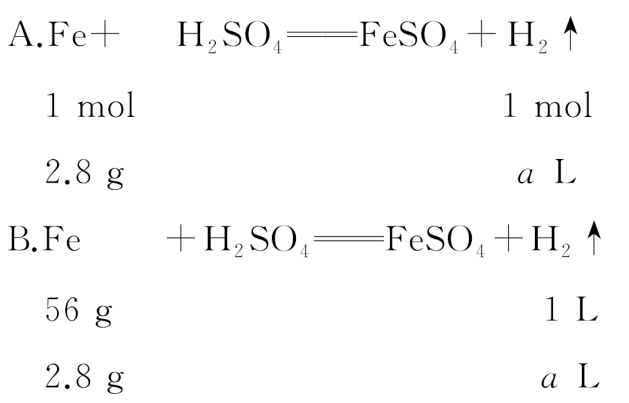 A.Fe+ H₂SO₄══FeSO₄+H₂↑
1 mol 1 mol
2.8 g a L
B.Fe +H₂SO₄══FeSO₄+H₂↑
56 g 1 L
2.8 g a L